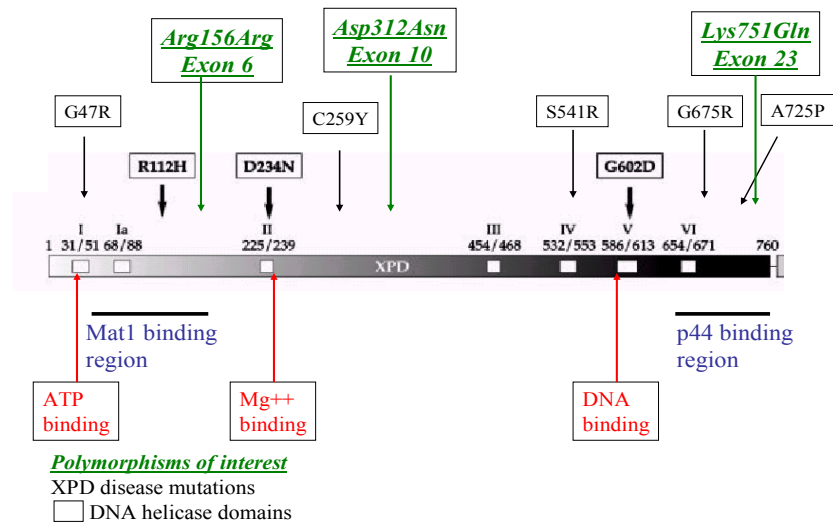 Arg156Arg
Exon 6
Asp312Asn
Exon 10
Lys751Gln
Exon 23
G47R
R112H
D234N
C259Y
S541R
G602D
G675R
A725P
I Ia II III IV V VI
1 31/51 68/88 225/239 454/468 532/553 586/613 654/671 760
XPD
Mat1 binding
region
p44 binding
region
ATP
binding
Mg++
binding
DNA
binding
Polymorphisms of interest
XPD disease mutations
DNA helicase domains